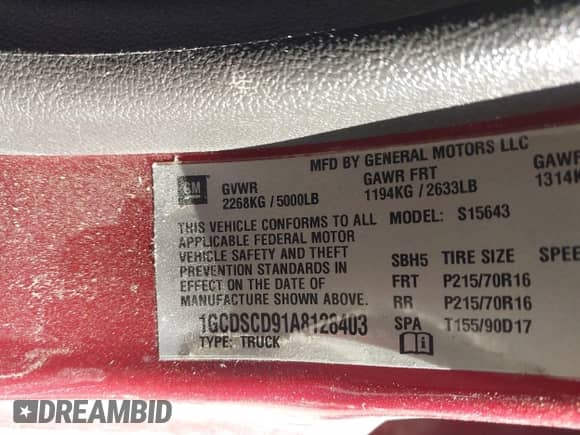 MFD BY GENERAL MOTORS LLC
GM GVWR GAWR FRT GAWR
2268KG / 5000LB 1194KG / 2633LB 1314K
THIS VEHICLE CONFORMS TO ALL MODEL: S15643
APPLICABLE FEDERAL MOTOR
VEHICLE SAFETY AND THEFT SBH5 TIRE SIZE SPEE
PREVENTION STANDARDS IN FRT P215/70R16
EFFECT ON THE DATE OF
MANUFACTURE SHOWN ABOVE. RR P215/70R16
1GCDSCD91A8128403 SPA T155/90D17
TYPE: TRUCK
DREAMBID